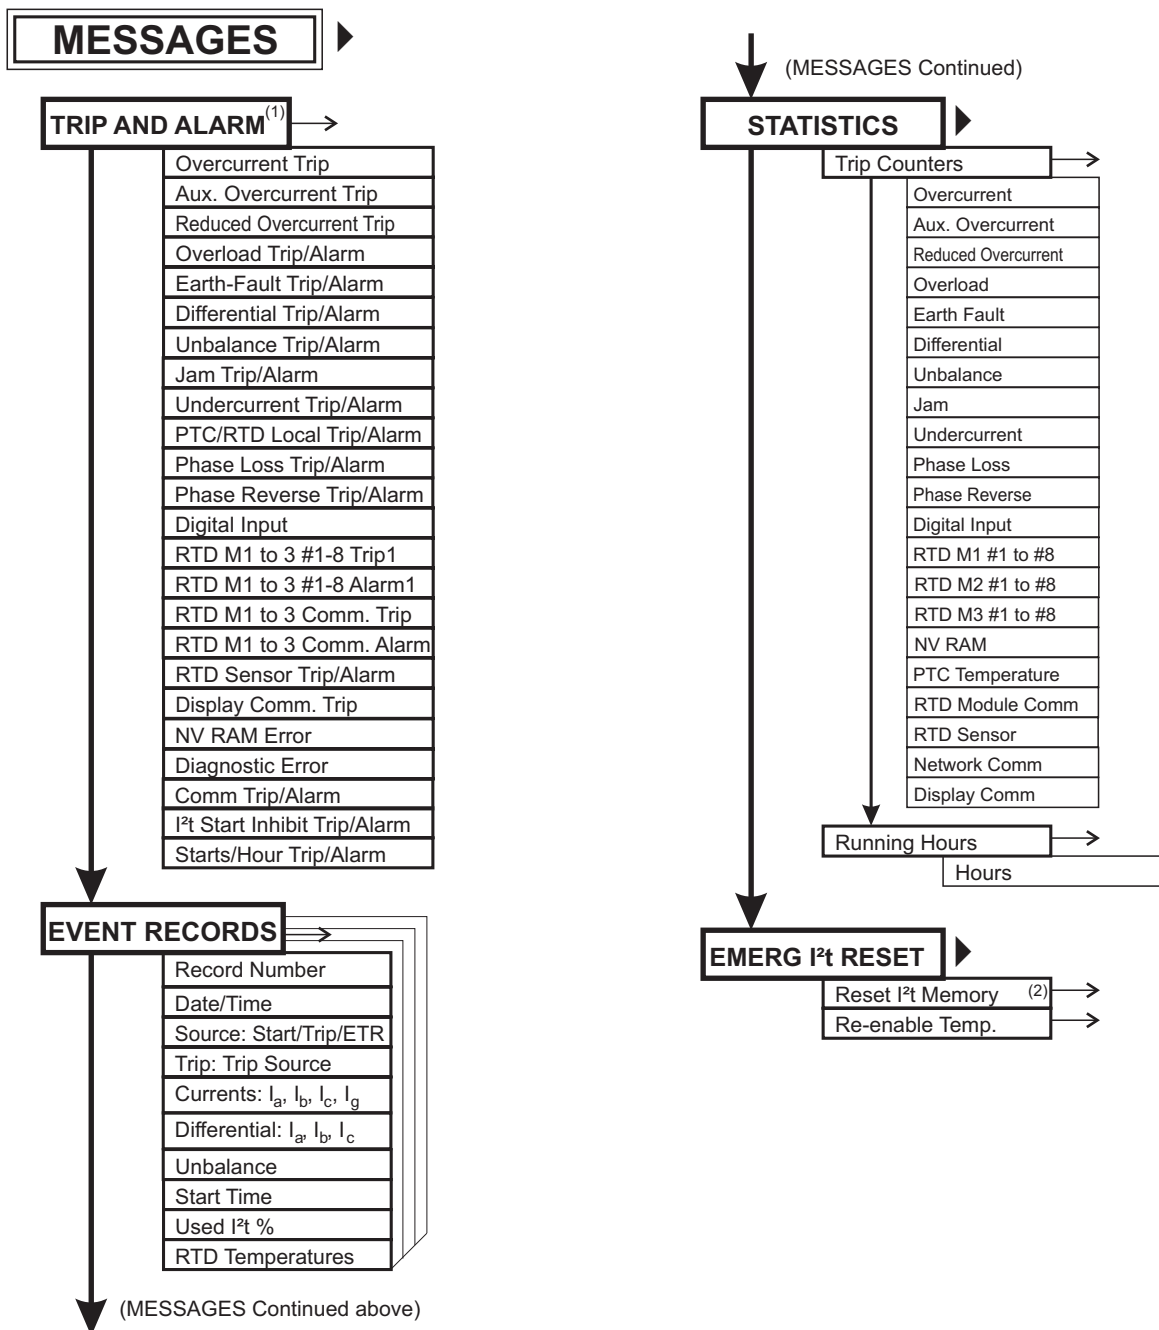 MESSAGES
TRIP AND ALARM(1)
Overcurrent Trip
Aux. Overcurrent Trip
Reduced Overcurrent Trip
Overload Trip/Alarm
Earth-Fault Trip/Alarm
Differential Trip/Alarm
Unbalance Trip/Alarm
Jam Trip/Alarm
Undercurrent Trip/Alarm
PTC/RTD Local Trip/Alarm
Phase Loss Trip/Alarm
Phase Reverse Trip/Alarm
Digital Input
RTD M1 to 3 #1-8 Trip1
RTD M1 to 3 #1-8 Alarm1
RTD M1 to 3 Comm. Trip
RTD M1 to 3 Comm. Alarm
RTD Sensor Trip/Alarm
Display Comm. Trip
NV RAM Error
Diagnostic Error
Comm Trip/Alarm
I²t Start Inhibit Trip/Alarm
Starts/Hour Trip/Alarm
EVENT RECORDS
Record Number
Date/Time
Source: Start/Trip/ETR
Trip: Trip Source
Currents: Ia, Ib, Ic, Ig
Differential: Ia, Ib, Ic
Unbalance
Start Time
Used I²t %
RTD Temperatures
(MESSAGES Continued above)
(MESSAGES Continued)
STATISTICS
Trip Counters
Overcurrent
Aux. Overcurrent
Reduced Overcurrent
Overload
Earth Fault
Differential
Unbalance
Jam
Undercurrent
Phase Loss
Phase Reverse
Digital Input
RTD M1 #1 to #8
RTD M2 #1 to #8
RTD M3 #1 to #8
NV RAM
PTC Temperature
RTD Module Comm
RTD Sensor
Network Comm
Display Comm
Running Hours
Hours
EMERG I²t RESET
Reset I²t Memory (2)
Re-enable Temp.